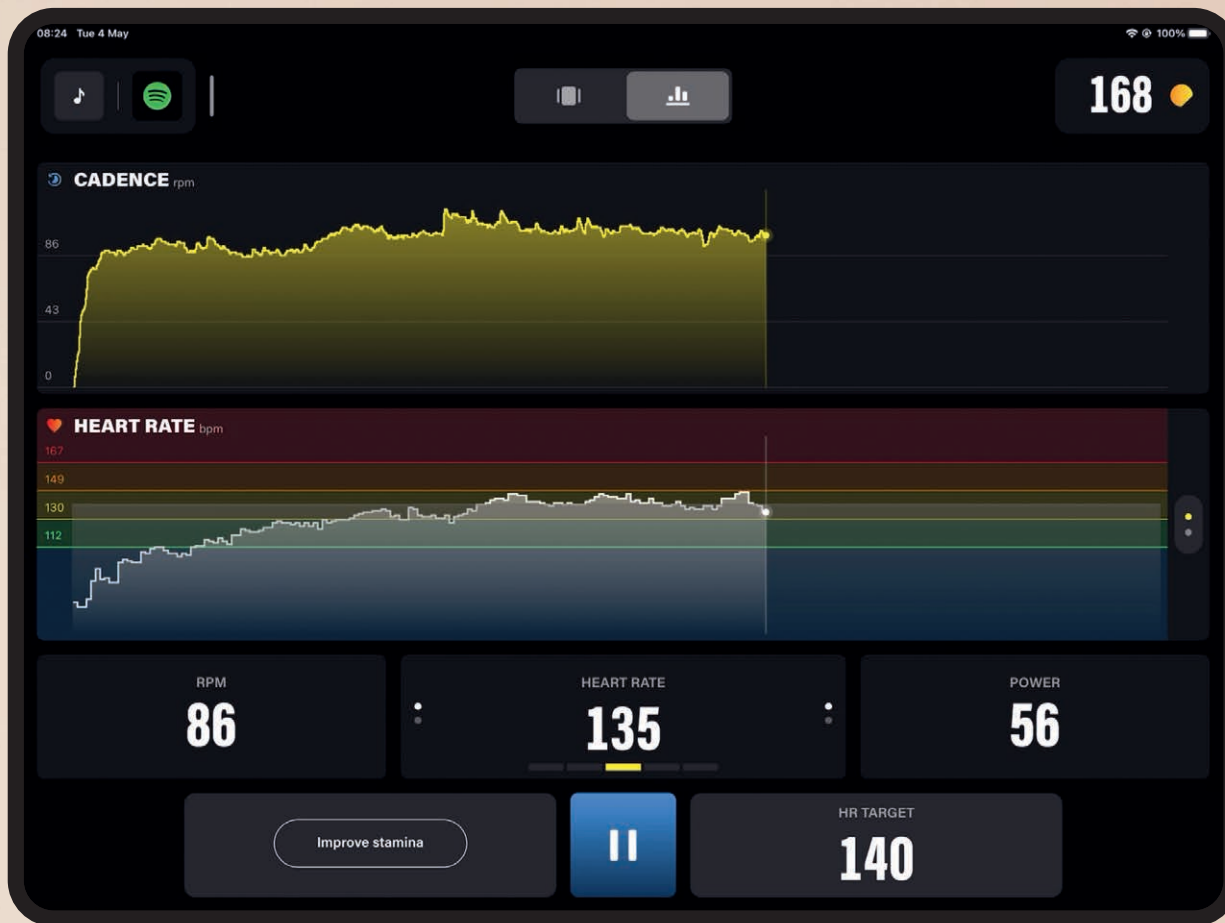 08:24 Tue 4 May
100%
168
CADENCE rpm
86
43
0
HEART RATE bpm
167
149
130
112
RPM
HEART RATE
POWER
86
135
56
Improve stamina
HR TARGET
140